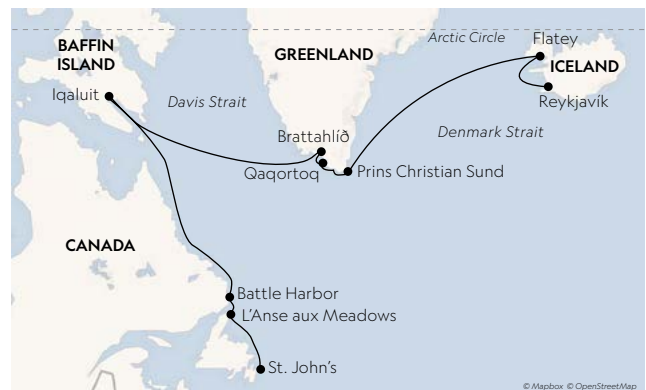 Arctic Circle
Flatey
BAFFIN
ISLAND
GREENLAND
ICELAND
Iqaluit
Davis Strait
Reykjavík
Brattahlíð
Denmark Strait
Qaqortoq
Prins Christian Sund
CANADA
Battle Harbor
L'Anse aux Meadows
St. John's
© Mapbox © OpenStreetMap